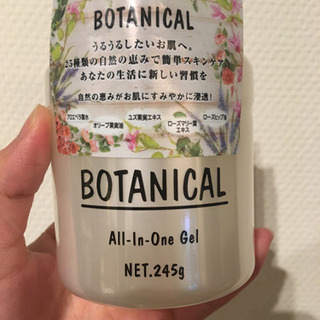 BOTANICAL
うるうるしたいお肌へ。
25種類の自然の恵みで簡単スキンケア
あなたの生活に新しい習慣を
自然の恵みがお肌にすみやかに浸透!
アロエベラ葉水 オリーブ果実油 ユズ果実エキス ローズマリー葉エキス ローズヒップ油
BOTANICAL
All-In-One Gel
NET.245g